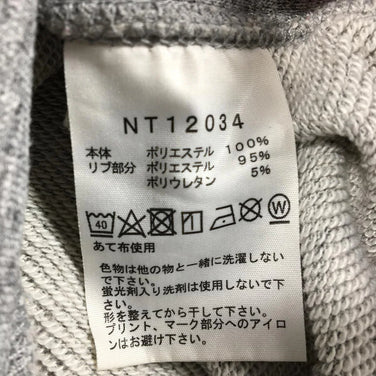 NT12034
本体 ポリエステル 100%
リブ部分 ポリエステル 95%
ポリウレタン 5%
40 W
あて布使用
色物は他の物と一緒に洗濯しない
で下さい。
蛍光剤入り洗剤は使用しないで下
さい。
形を整えてから干して下さい。
プリント、マーク部分へのアイロ
ンはお避け下さい。